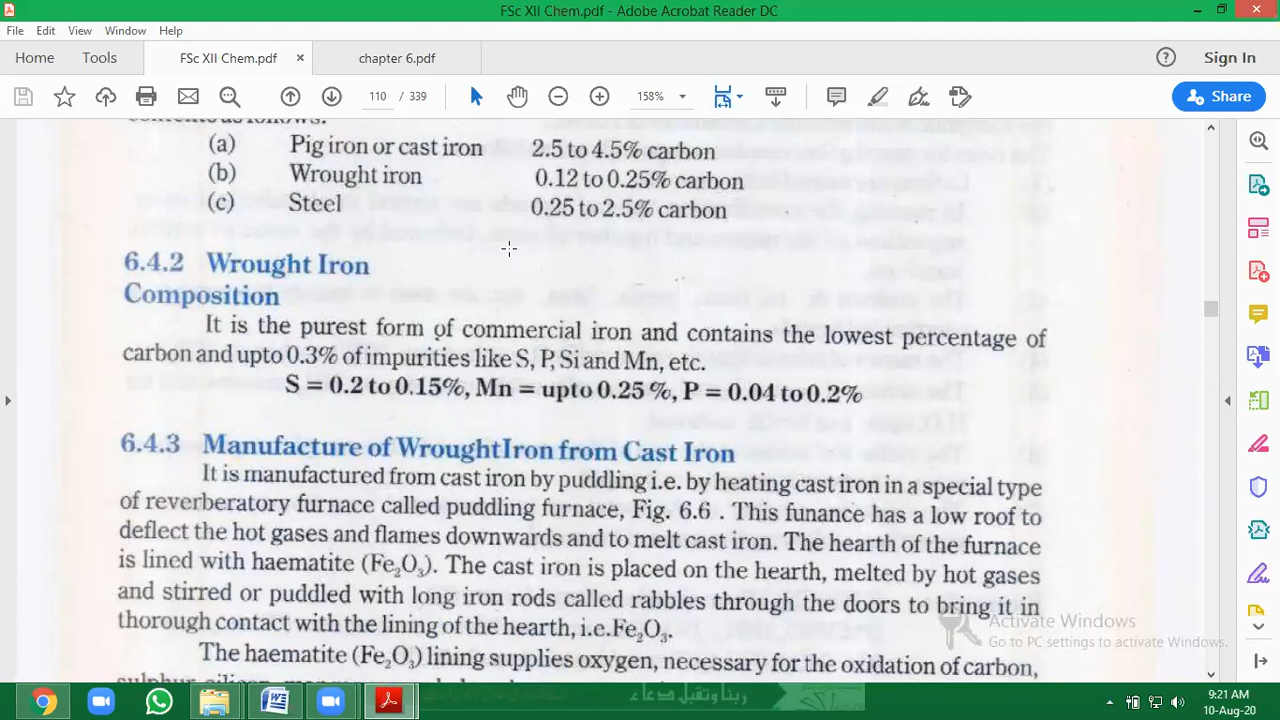 FSc XII Chem.pdf - Adobe Acrobat Reader DC
File Edit View Window Help
Home Tools FSc XII Chem.pdf × chapter 6.pdf Sign In
110 / 339 158% Share
contents as follows.
(a) Pig iron or cast iron 2.5 to 4.5% carbon
(b) Wrought iron 0.12 to 0.25% carbon
(c) Steel 0.25 to 2.5% carbon
6.4.2 Wrought Iron
Composition
It is the purest form of commercial iron and contains the lowest percentage of
carbon and upto 0.3% of impurities like S, P, Si and Mn, etc.
S = 0.2 to 0.15%, Mn = upto 0.25 %, P = 0.04 to 0.2%
6.4.3 Manufacture of Wrought Iron from Cast Iron
It is manufactured from cast iron by puddling i.e. by heating cast iron in a special type
of reverberatory furnace called puddling furnace, Fig. 6.6 . This funance has a low roof to
deflect the hot gases and flames downwards and to melt cast iron. The hearth of the furnace
is lined with haematite (Fe₂O₃). The cast iron is placed on the hearth, melted by hot gases
and stirred or puddled with long iron rods called rabbles through the doors to bring it in
thorough contact with the lining of the hearth, i.e.Fe₂O₃.
The haematite (Fe₂O₃) lining supplies oxygen, necessary for the oxidation of carbon,
Activate Windows
Go to PC settings to activate Windows.
ربنا وتقبل دعاء
9:21 AM
10-Aug-20